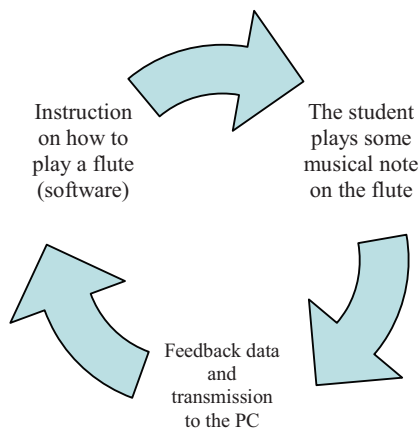 Instruction
on how to
play a flute
(software)
The student
plays some
musical note
on the flute
Feedback data
and
transmission
to the PC